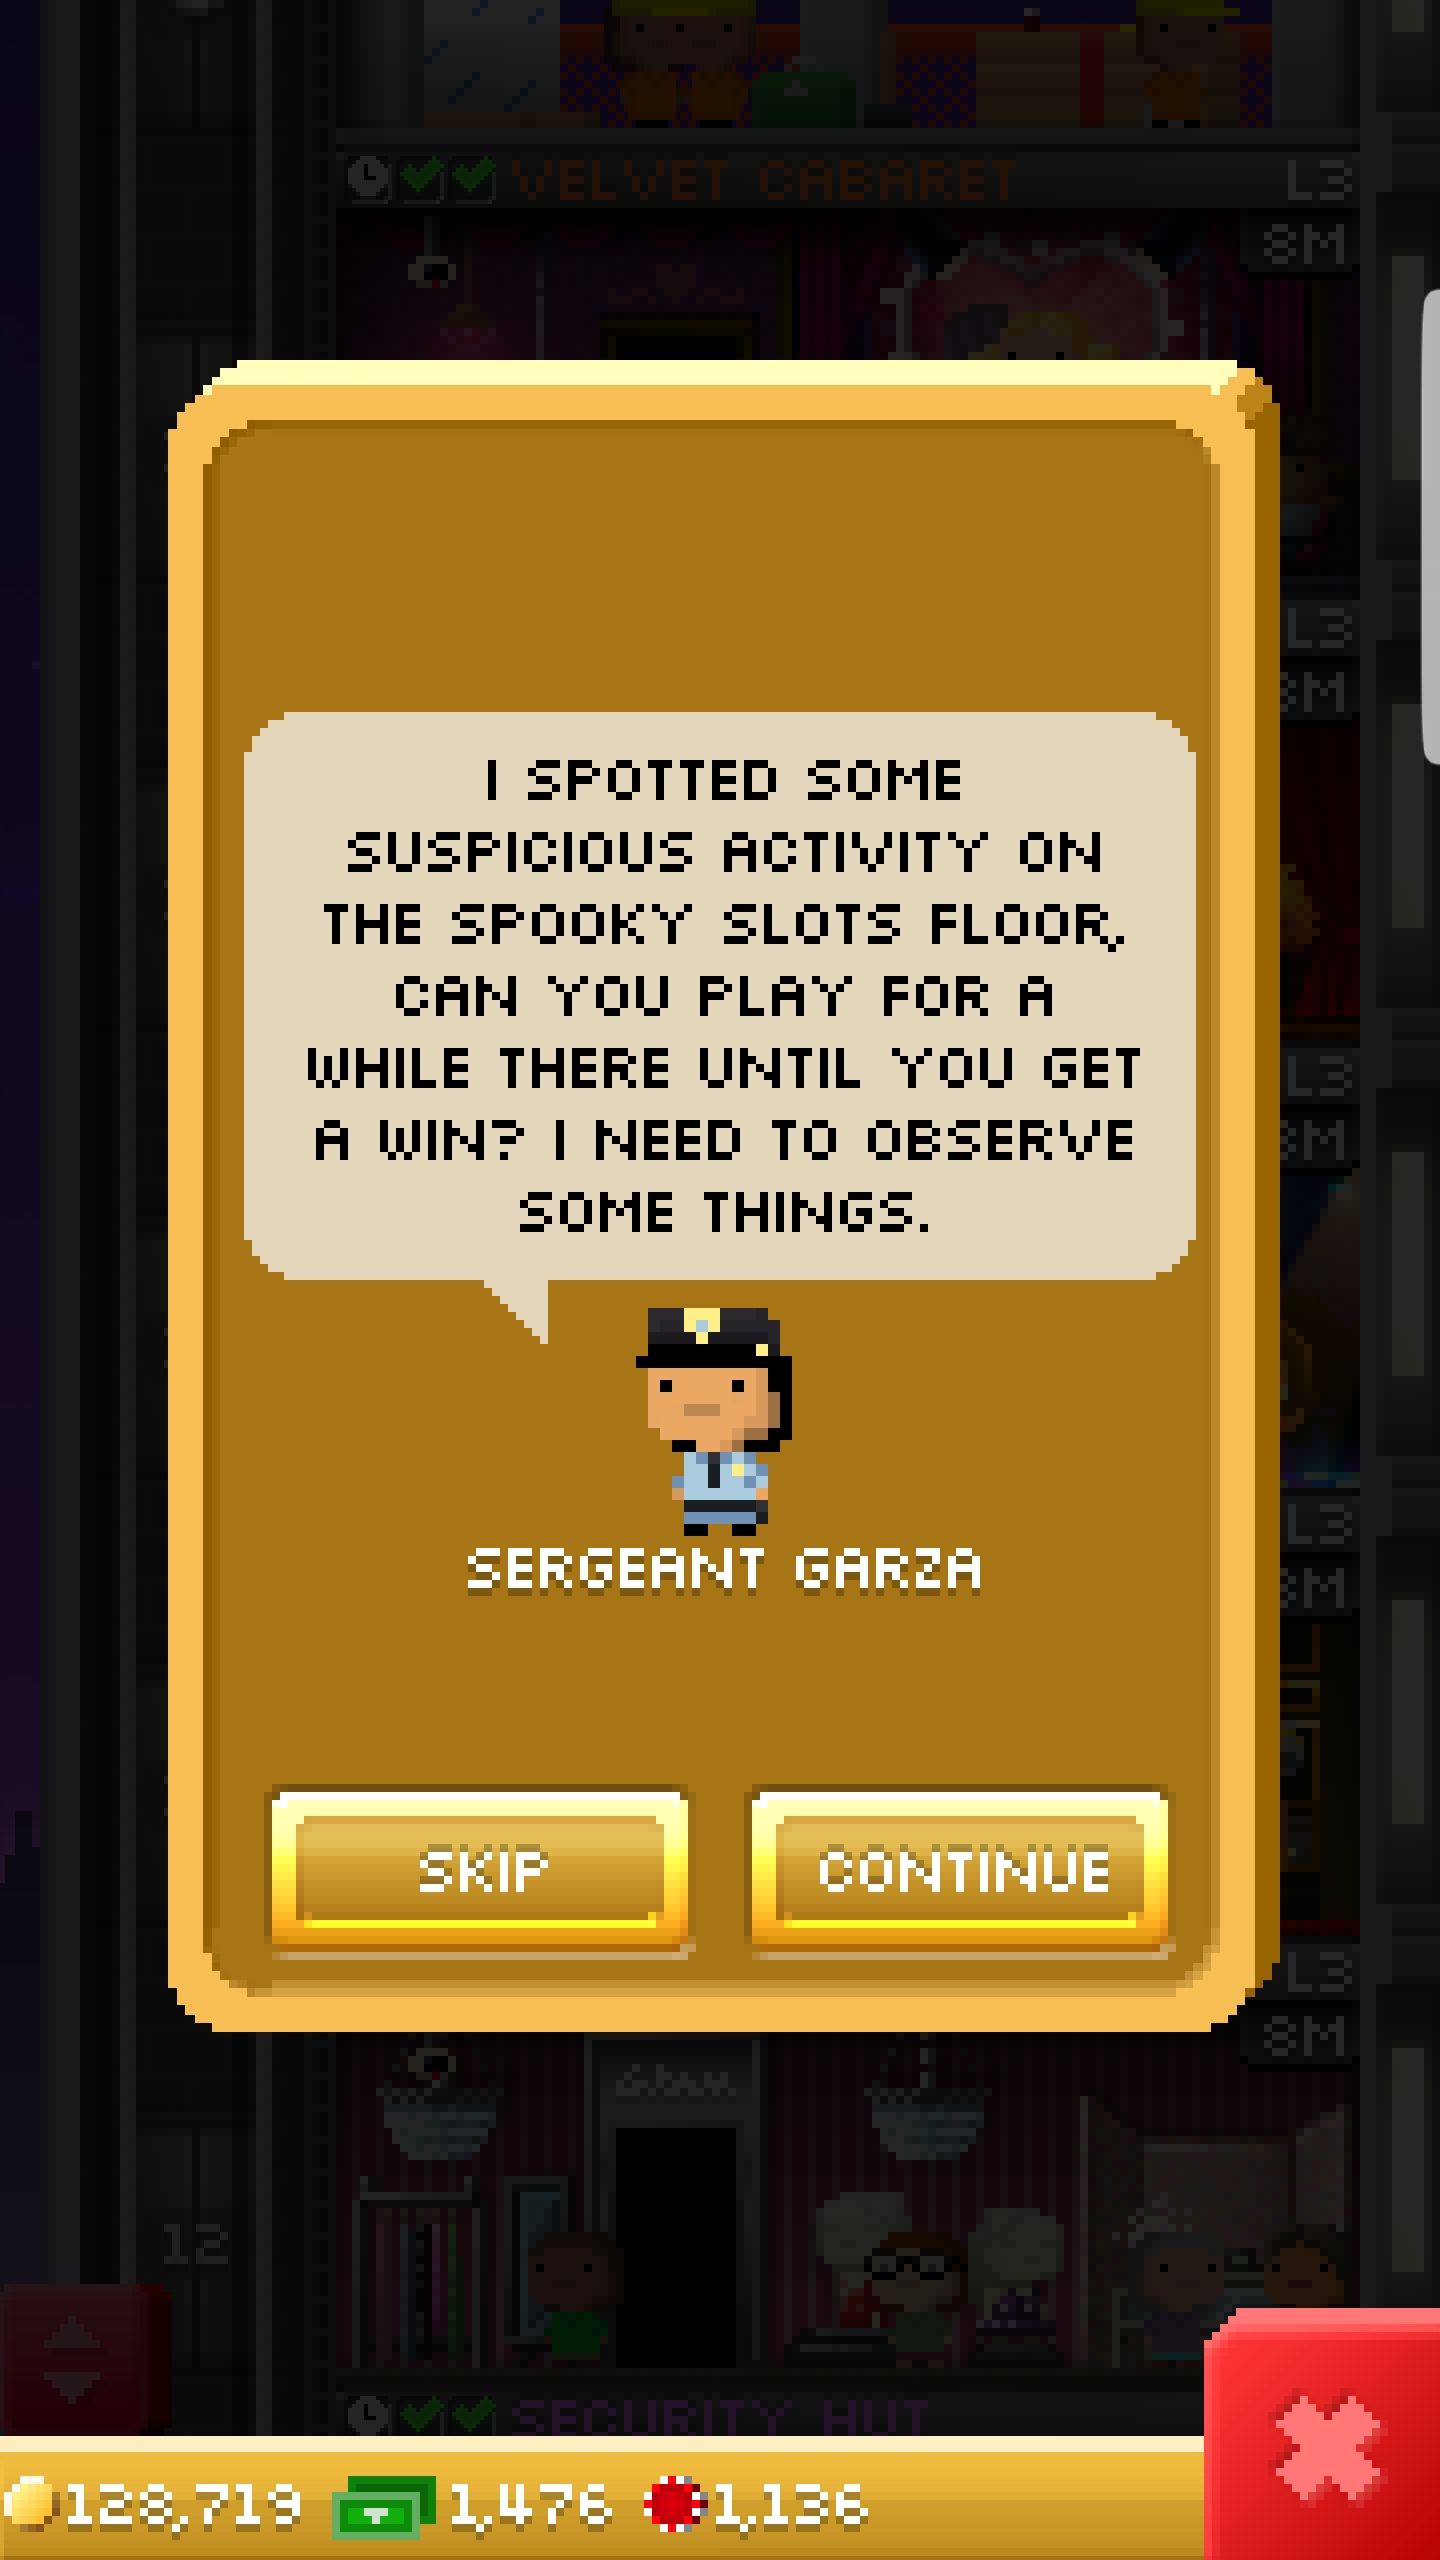 VELVET CABARET L3
8M
I SPOTTED SOME
SUSPICIOUS ACTIVITY ON
THE SPOOKY SLOTS FLOOR,
CAN YOU PLAY FOR A
WHILE THERE UNTIL YOU GET
A WIN? I NEED TO OBSERVE
SOME THINGS.
L3
8M
L3
8M
L3
SERGEANT GARZA
8M
SKIP CONTINUE
L3
8M
Glam
12
SECURITY HUT
128,719 1,476 1,136